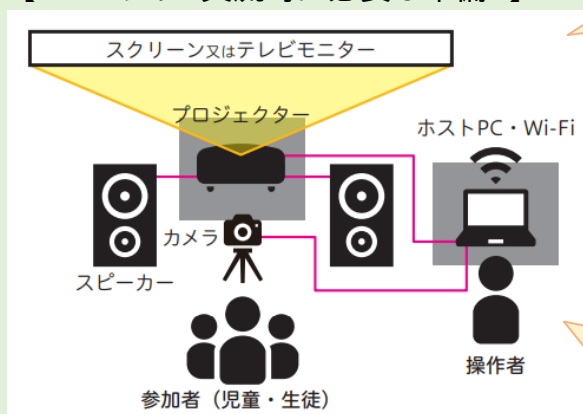 スクリーン又はテレビモニター
プロジェクター
ホストPC・Wi-Fi
カメラ
スピーカー
操作者
参加者（児童・生徒）